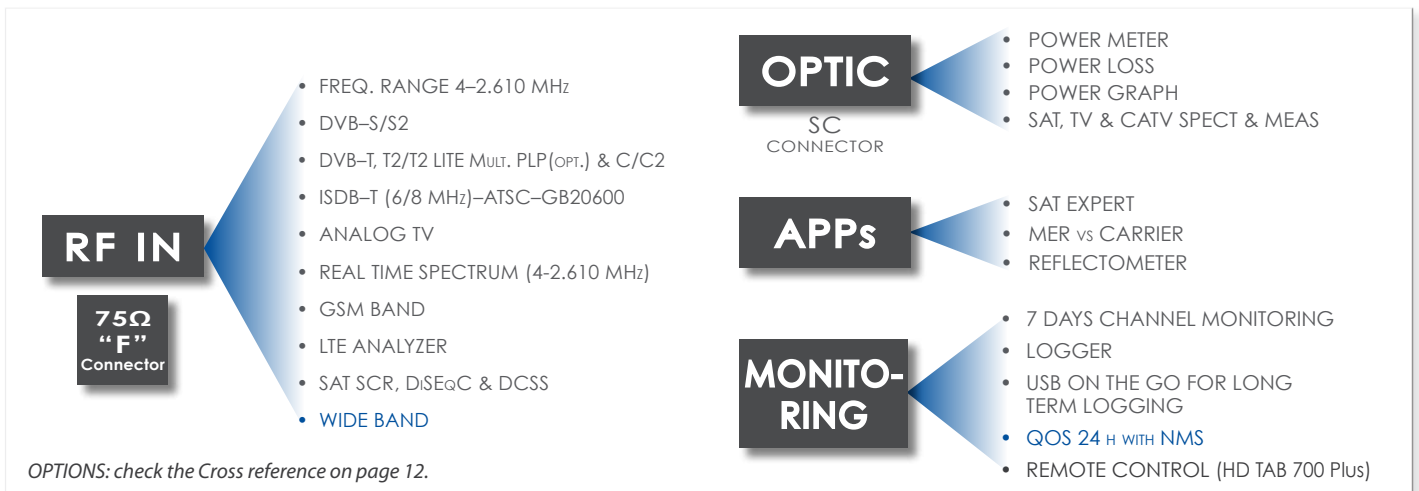 RF IN
75Ω
“F”
Connector
• FREQ. RANGE 4–2.610 MHz
• DVB–S/S2
• DVB–T, T2/T2 LITE Mult. PLP(opt.) & C/C2
• ISDB–T (6/8 MHz)–ATSC–GB20600
• ANALOG TV
• REAL TIME SPECTRUM (4-2.610 MHz)
• GSM BAND
• LTE ANALYZER
• SAT SCR, DiSEqC & DCSS
• WIDE BAND
OPTIONS: check the Cross reference on page 12.
OPTIC
SC
CONNECTOR
• POWER METER
• POWER LOSS
• POWER GRAPH
• SAT, TV & CATV SPECT & MEAS
APPs
• SAT EXPERT
• MER vs CARRIER
• REFLECTOMETER
MONITO-
RING
• 7 DAYS CHANNEL MONITORING
• LOGGER
• USB ON THE GO FOR LONG
TERM LOGGING
• QOS 24 h with NMS
• REMOTE CONTROL (HD TAB 700 Plus)